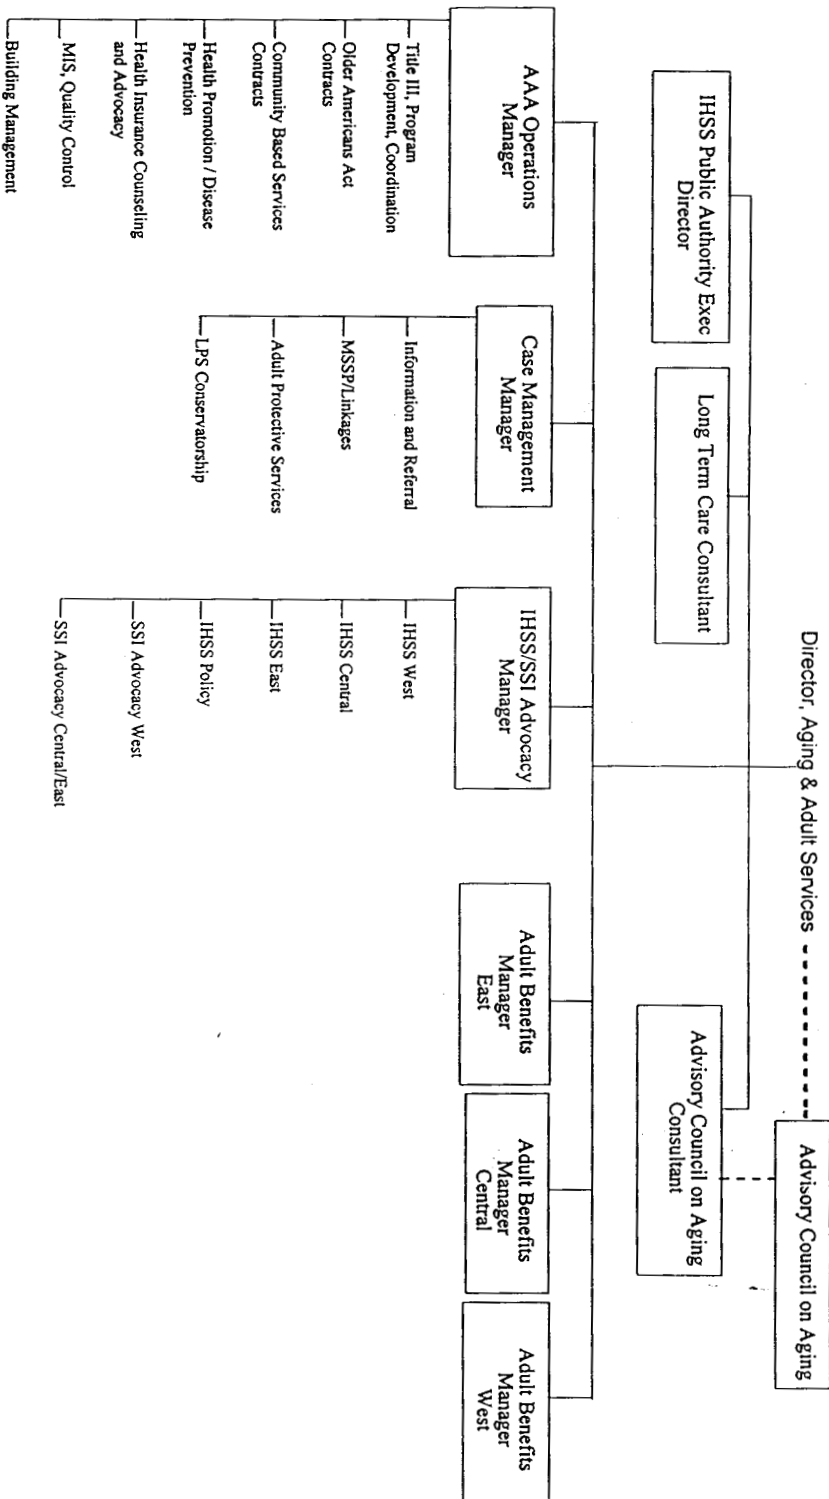 Director, Aging & Adult Services
Advisory Council on Aging
IHSS Public Authority Exec
Director
Long Term Care Consultant
Advisory Council on Aging
Consultant
AAA Operations
Manager
Title III, Program
Development, Coordination
Older Americans Act
Contracts
Community Based Services
Contracts
Health Promotion / Disease
Prevention
Health Insurance Counseling
and Advocacy
MIS, Quality Control
Building Management
Case Management
Manager
Information and Referral
MSSP/Linkages
Adult Protective Services
LPS Conservatorship
IHSS/SSI Advocacy
Manager
IHSS West
IHSS Central
IHSS East
IHSS Policy
SSI Advocacy West
SSI Advocacy Central/East
Adult Benefits
Manager
East
Adult Benefits
Manager
Central
Adult Benefits
Manager
West